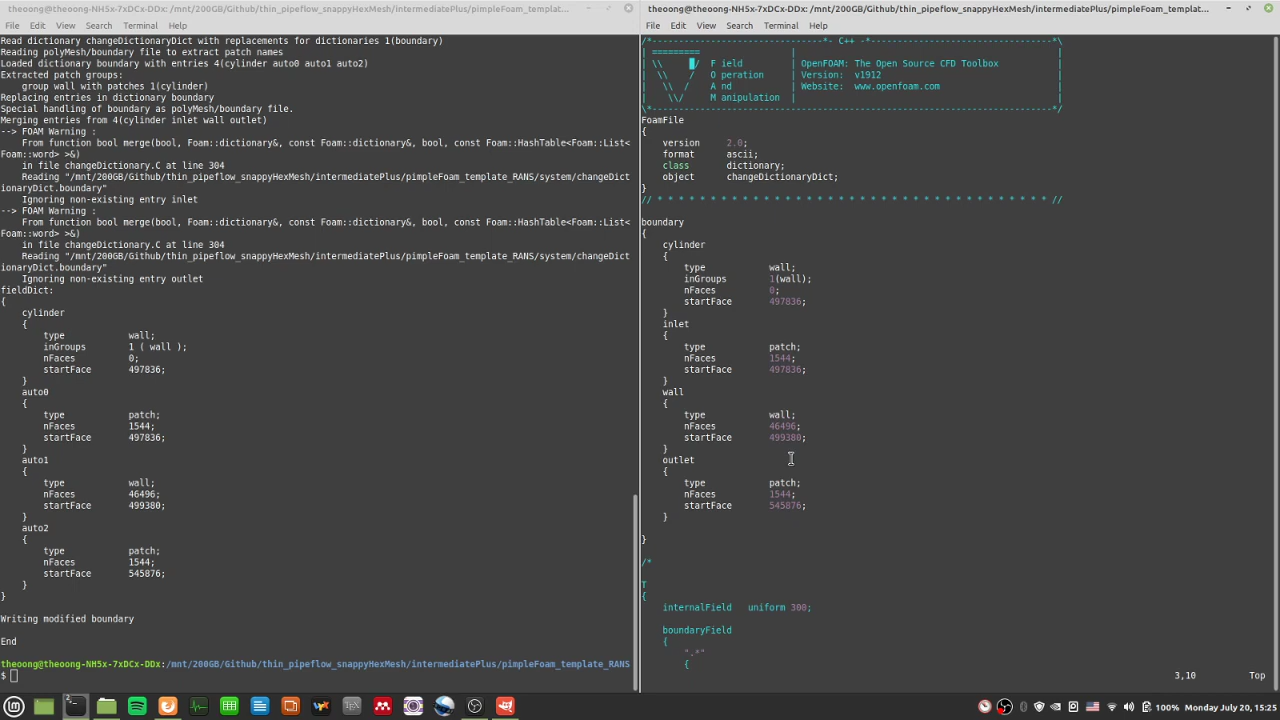 theoong@theoong-NH5x-7xDCx-DDx: /mnt/200GB/Github/thin_pipeflow_snappyHexMesh/intermediatePlus/pimpleFoam_templat...
File Edit View Search Terminal Help
Read dictionary changeDictionaryDict with replacements for dictionaries 1(boundary)
Reading polyMesh/boundary file to extract patch names
Loaded dictionary boundary with entries 4(cylinder auto0 auto1 auto2)
Extracted patch groups:
    group wall with patches 1(cylinder)
Replacing entries in dictionary boundary
Special handling of boundary as polyMesh/boundary file.
Merging entries from 4(cylinder inlet wall outlet)
--> FOAM Warning :
    From function bool merge(bool, Foam::dictionary&, const Foam::dictionary&, bool, const Foam::HashTable<Foam::List<
Foam::word> >&)
    in file changeDictionary.C at line 304
    Reading "/mnt/200GB/Github/thin_pipeflow_snappyHexMesh/intermediatePlus/pimpleFoam_template_RANS/system/changeDict
ionaryDict.boundary"
    Ignoring non-existing entry inlet
--> FOAM Warning :
    From function bool merge(bool, Foam::dictionary&, const Foam::dictionary&, bool, const Foam::HashTable<Foam::List<
Foam::word> >&)
    in file changeDictionary.C at line 304
    Reading "/mnt/200GB/Github/thin_pipeflow_snappyHexMesh/intermediatePlus/pimpleFoam_template_RANS/system/changeDict
ionaryDict.boundary"
    Ignoring non-existing entry outlet
fieldDict:
{
    cylinder
    {
        type            wall;
        inGroups        1 ( wall );
        nFaces          0;
        startFace       497836;
    }
    auto0
    {
        type            patch;
        nFaces          1544;
        startFace       497836;
    }
    auto1
    {
        type            wall;
        nFaces          46496;
        startFace       499380;
    }
    auto2
    {
        type            patch;
        nFaces          1544;
        startFace       545876;
    }
}
Writing modified boundary
End
theoong@theoong-NH5x-7xDCx-DDx:/mnt/200GB/Github/thin_pipeflow_snappyHexMesh/intermediatePlus/pimpleFoam_template_RANS
$
theoong@theoong-NH5x-7xDCx-DDx: /mnt/200GB/Github/thin_pipeflow_snappyHexMesh/intermediatePlus/pimpleFoam_templat...
File Edit View Search Terminal Help
/*--------------------------------*- C++ -*----------------------------------*\
| =========                 |                                                 |
| \\      /  F ield         | OpenFOAM: The Open Source CFD Toolbox           |
|  \\    /   O peration     | Version:  v1912                                 |
|   \\  /    A nd           | Website:  www.openfoam.com                      |
|    \\/     M anipulation  |                                                 |
\*---------------------------------------------------------------------------*/
FoamFile
{
    version     2.0;
    format      ascii;
    class       dictionary;
    object      changeDictionaryDict;
}
// * * * * * * * * * * * * * * * * * * * * * * * * * * * * * * * * * * * * * //
boundary
{
    cylinder
    {
        type            wall;
        inGroups        1(wall);
        nFaces          0;
        startFace       497836;
    }
    inlet
    {
        type            patch;
        nFaces          1544;
        startFace       497836;
    }
    wall
    {
        type            wall;
        nFaces          46496;
        startFace       499380;
    }
    outlet
    {
        type            patch;
        nFaces          1544;
        startFace       545876;
    }
}
/*
T
{
    internalField   uniform 300;
    boundaryField
    {
        ".*"
        {
3,10 Top
2 TEX 100% Monday July 20, 15:25